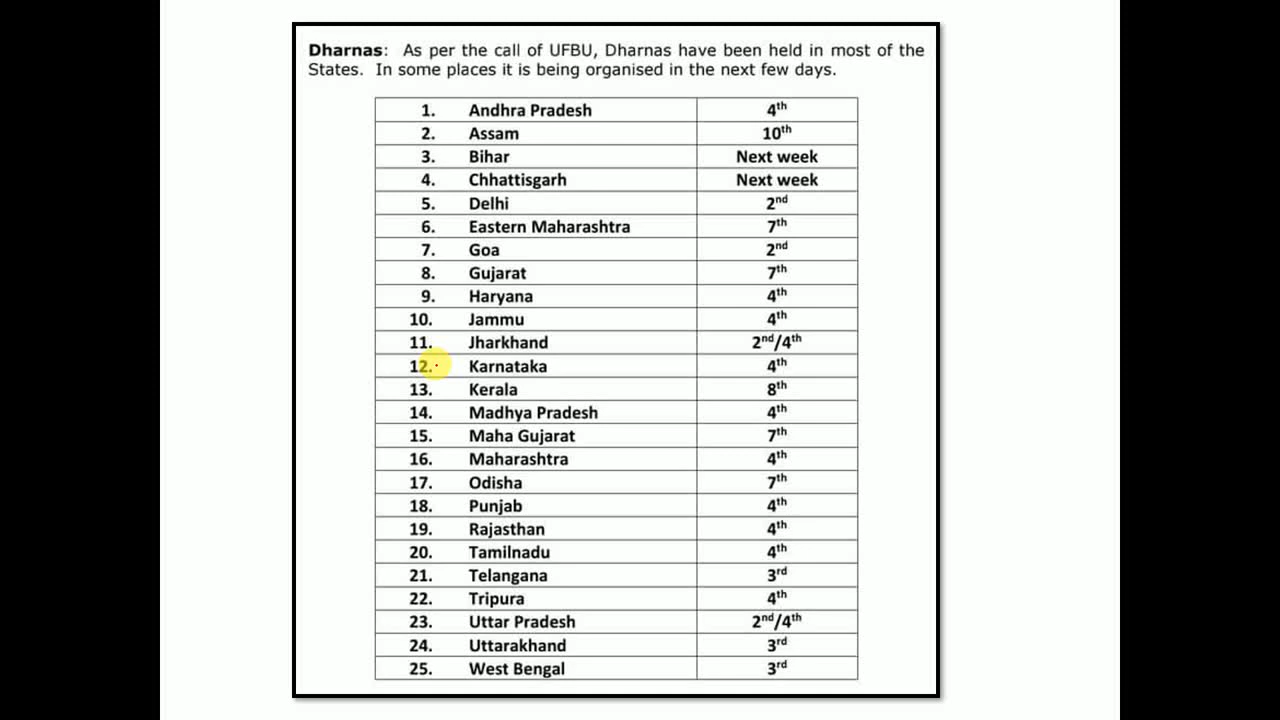 Dharnas: As per the call of UFBU, Dharnas have been held in most of the
States. In some places it is being organised in the next few days.
1. Andhra Pradesh 4th
2. Assam 10th
3. Bihar Next week
4. Chhattisgarh Next week
5. Delhi 2nd
6. Eastern Maharashtra 7th
7. Goa 2nd
8. Gujarat 7th
9. Haryana 4th
10. Jammu 4th
11. Jharkhand 2nd/4th
12. Karnataka 4th
13. Kerala 8th
14. Madhya Pradesh 4th
15. Maha Gujarat 7th
16. Maharashtra 4th
17. Odisha 7th
18. Punjab 4th
19. Rajasthan 4th
20. Tamilnadu 4th
21. Telangana 3rd
22. Tripura 4th
23. Uttar Pradesh 2nd/4th
24. Uttarakhand 3rd
25. West Bengal 3rd